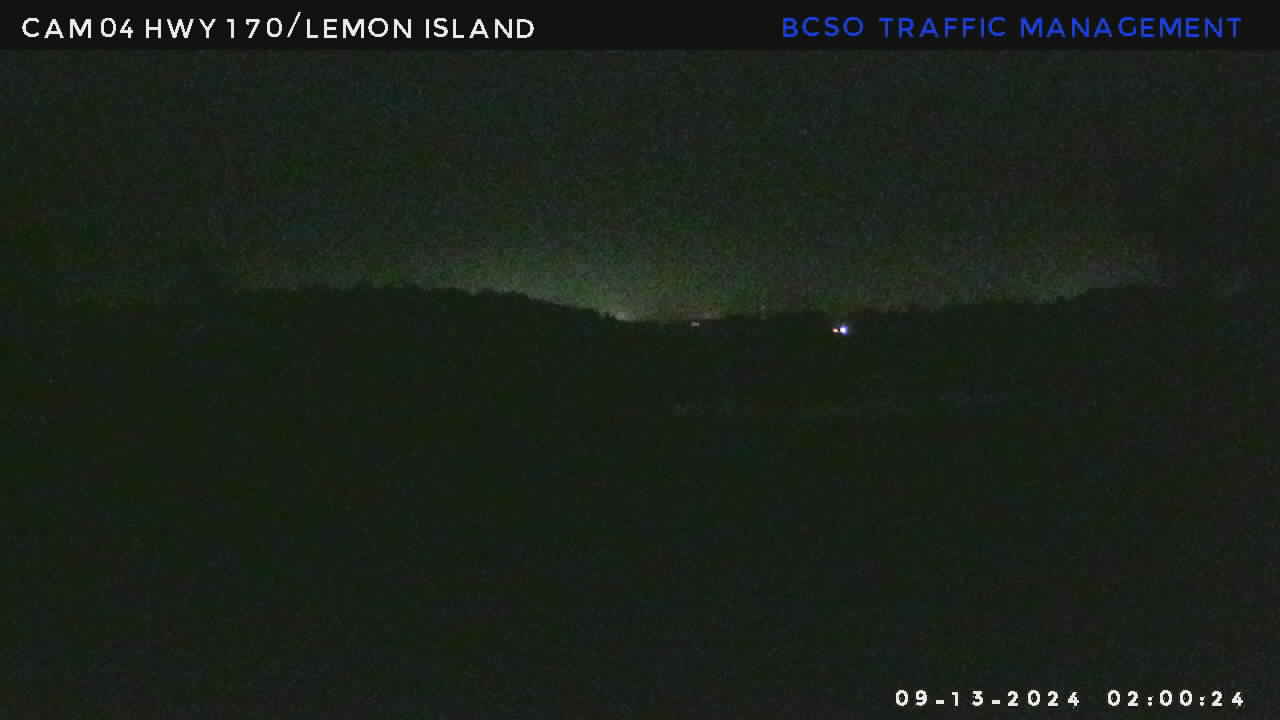 CAM04 HWY 170/LEMON ISLAND
BCSO TRAFFIC MANAGEMENT
09-13-2024 02:00:24